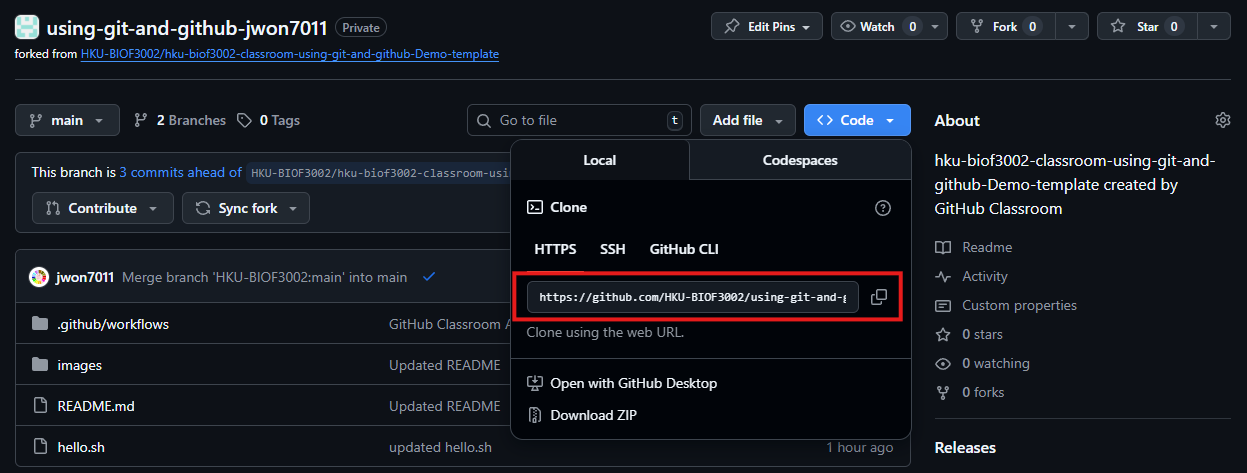 using-git-and-github-jwon7011 Private
Edit Pins Watch 0 Fork 0 Star 0
forked from HKU-BIOF3002/hku-biof3002-classroom-using-git-and-github-Demo-template
main 2 Branches 0 Tags Go to file t Add file <> Code
This branch is 3 commits ahead of HKU-BIOF3002/hku-biof3002-classroom-usi
Contribute Sync fork
jwon7011 Merge branch 'HKU-BIOF3002:main' into main
.github/workflows GitHub Classroom A
images Updated README
README.md Updated README
hello.sh updated hello.sh 1 hour ago
Local Codespaces
Clone
HTTPS SSH GitHub CLI
https://github.com/HKU-BIOF3002/using-git-and-g
Clone using the web URL.
Open with GitHub Desktop
Download ZIP
About
hku-biof3002-classroom-using-git-and-
github-Demo-template created by
GitHub Classroom
Readme
Activity
Custom properties
0 stars
0 watching
0 forks
Releases